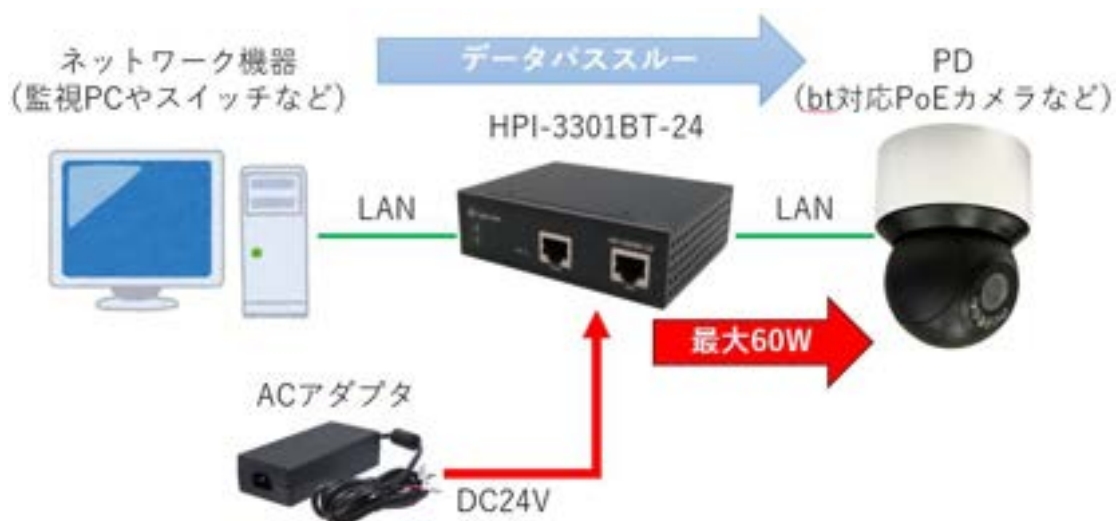 ネットワーク機器
(監視PCやスイッチなど)
データパススルー
PD
(bt対応PoEカメラなど)
HPI-3301BT-24
LAN
LAN
最大60W
ACアダプタ
DC24V